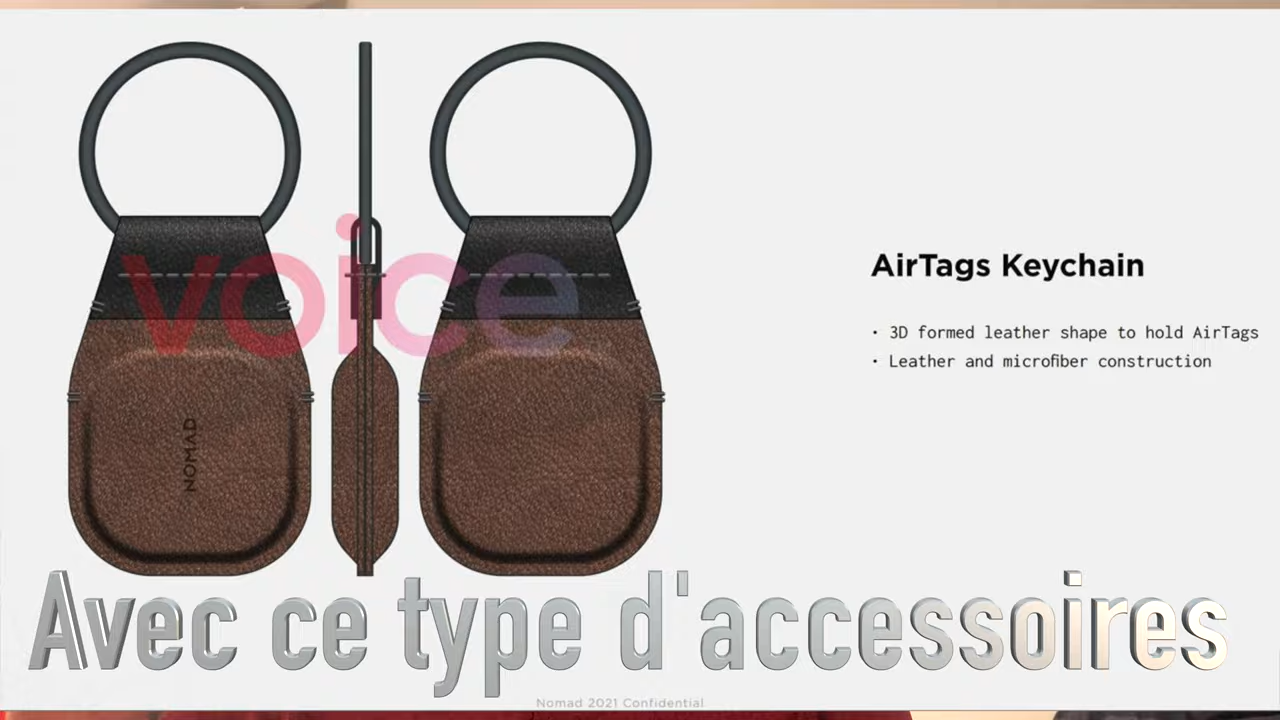 voice
AirTags Keychain
• 3D formed leather shape to hold AirTags
• Leather and microfiber construction
NOMAD
Avec ce type d'accessoires
Nomad 2021 Confidential